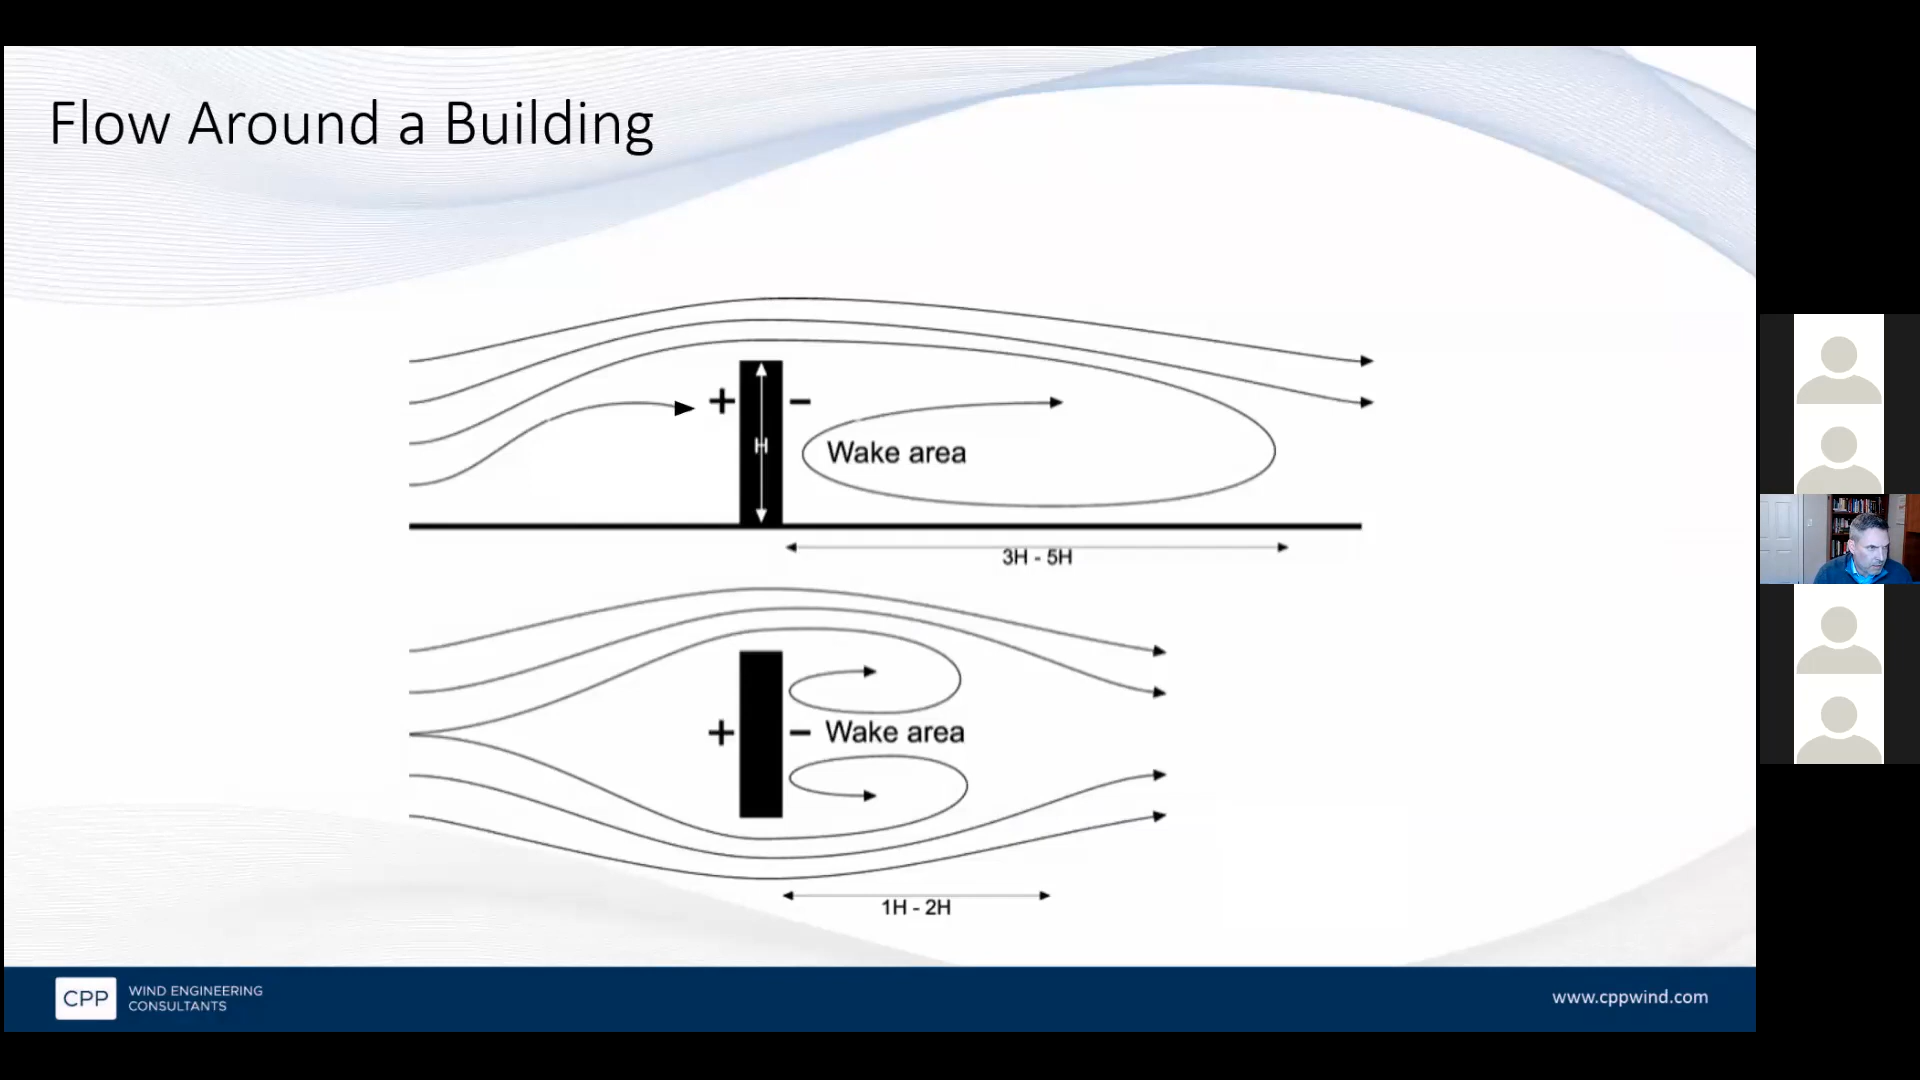 Flow Around a Building
+
H
−
Wake area
3H - 5H
+
−
Wake area
1H - 2H
CPP
WIND ENGINEERING
CONSULTANTS
www.cppwind.com